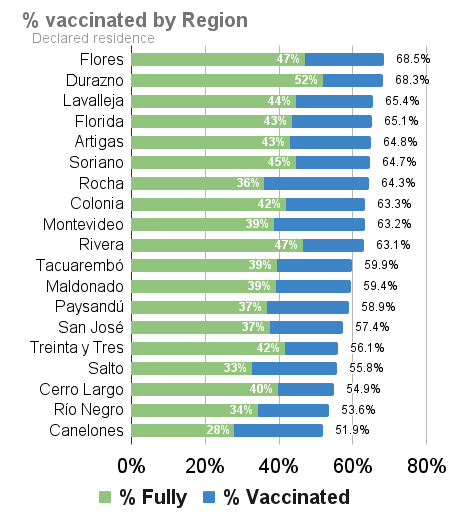 % vaccinated by Region
Declared residence
Flores 47% 68.5%
Durazno 52% 68.3%
Lavalleja 44% 65.4%
Florida 43% 65.1%
Artigas 43% 64.8%
Soriano 45% 64.7%
Rocha 36% 64.3%
Colonia 42% 63.3%
Montevideo 39% 63.2%
Rivera 47% 63.1%
Tacuarembó 39% 59.9%
Maldonado 39% 59.4%
Paysandú 37% 58.9%
San José 37% 57.4%
Treinta y Tres 42% 56.1%
Salto 33% 55.8%
Cerro Largo 40% 54.9%
Río Negro 34% 53.6%
Canelones 28% 51.9%
0% 20% 40% 60% 80%
% Fully % Vaccinated